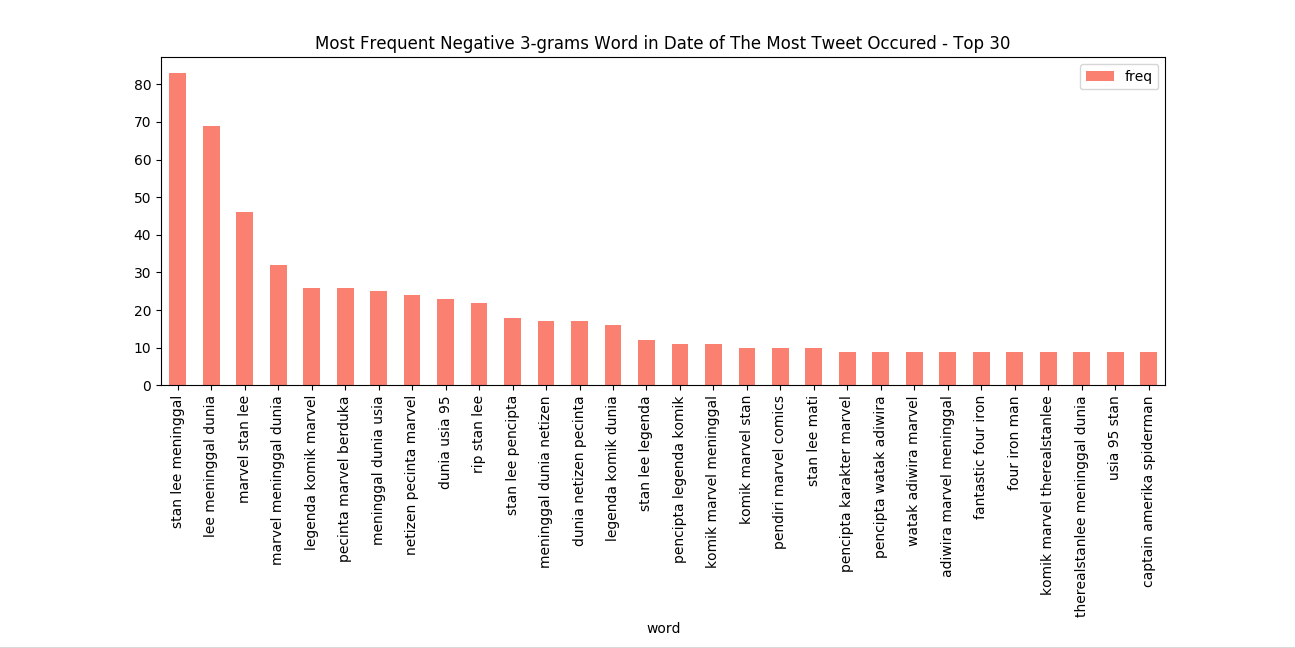 Most Frequent Negative 3-grams Word in Date of The Most Tweet Occured - Top 30
freq
80
70
60
50
40
30
20
10
0
stan lee meninggal
lee meninggal dunia
marvel stan lee
marvel meninggal dunia
legenda komik marvel
pecinta marvel berduka
meninggal dunia usia
netizen pecinta marvel
dunia usia 95
rip stan lee
stan lee pencipta
meninggal dunia netizen
dunia netizen pecinta
legenda komik dunia
stan lee legenda
pencipta legenda komik
komik marvel meninggal
komik marvel stan
pendiri marvel comics
stan lee mati
pencipta karakter marvel
pencipta watak adiwira
watak adiwira marvel
adiwira marvel meninggal
fantastic four iron
four iron man
komik marvel therealstanlee
therealstanlee meninggal dunia
usia 95 stan
captain amerika spiderman
word